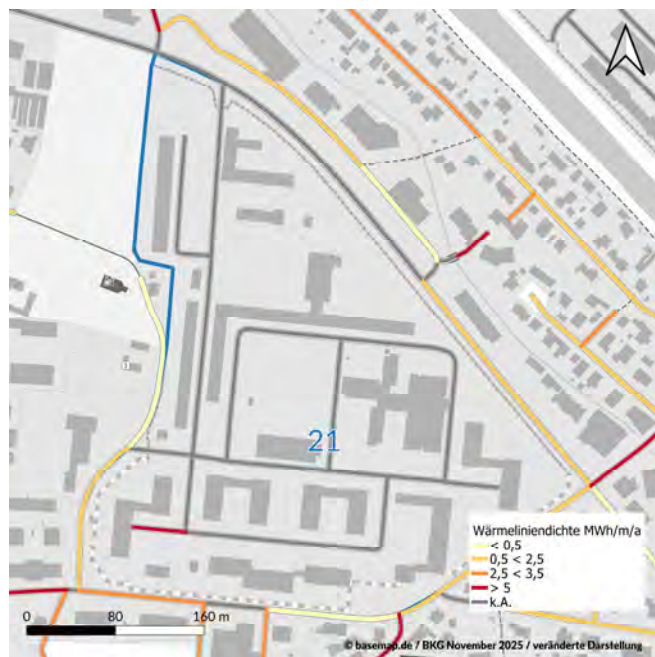 21
Wärmeliniendichte MWh/m/a
< 0,5
0,5 < 2,5
2,5 < 3,5
> 5
k.A.
0 80 160 m
© basemap.de / BKG November 2025 / veränderte Darstellung